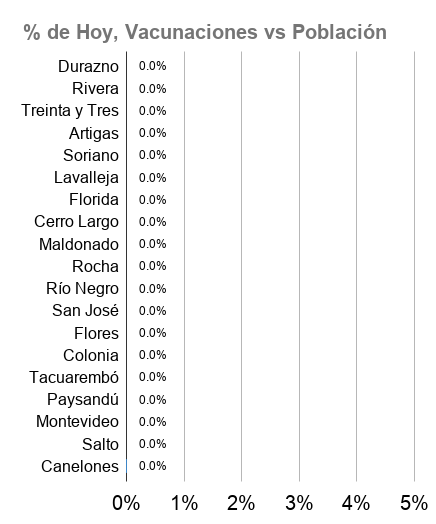 % de Hoy, Vacunaciones vs Población
Durazno 0.0%
Rivera 0.0%
Treinta y Tres 0.0%
Artigas 0.0%
Soriano 0.0%
Lavalleja 0.0%
Florida 0.0%
Cerro Largo 0.0%
Maldonado 0.0%
Rocha 0.0%
Río Negro 0.0%
San José 0.0%
Flores 0.0%
Colonia 0.0%
Tacuarembó 0.0%
Paysandú 0.0%
Montevideo 0.0%
Salto 0.0%
Canelones 0.0%
0% 1% 2% 3% 4% 5%